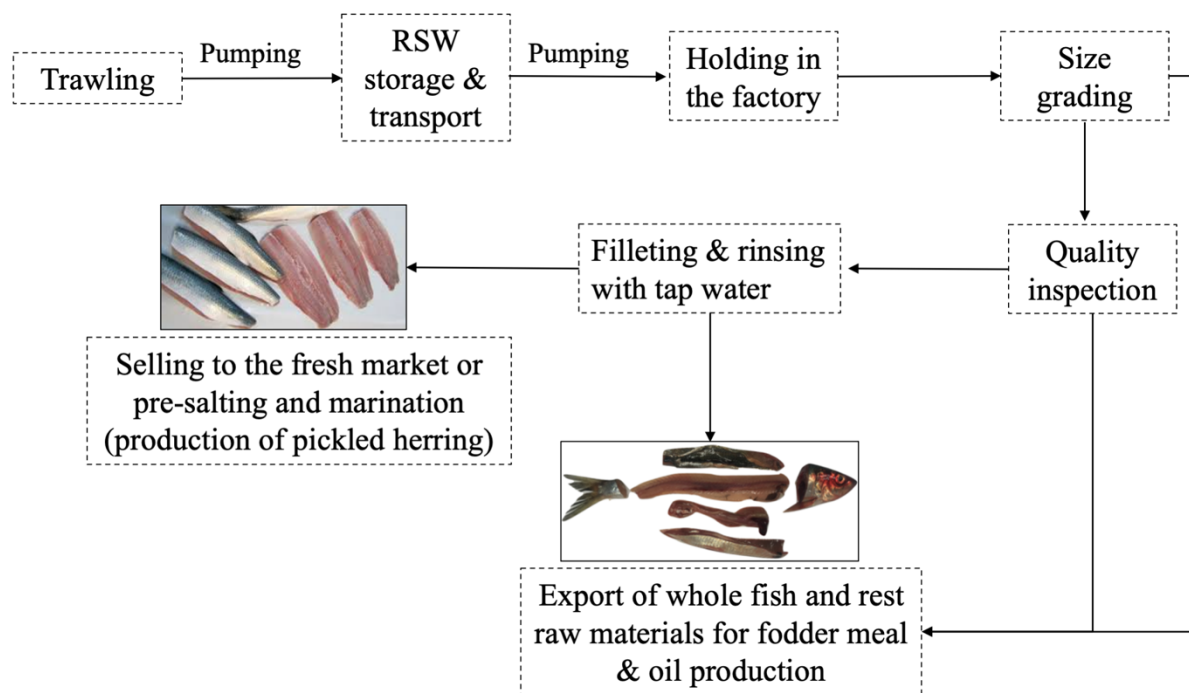 Trawling
Pumping
RSW
storage &
transport
Pumping
Holding in
the factory
Size
grading
Quality
inspection
Filleting & rinsing
with tap water
Selling to the fresh market or
pre-salting and marination
(production of pickled herring)
Export of whole fish and rest
raw materials for fodder meal
& oil production